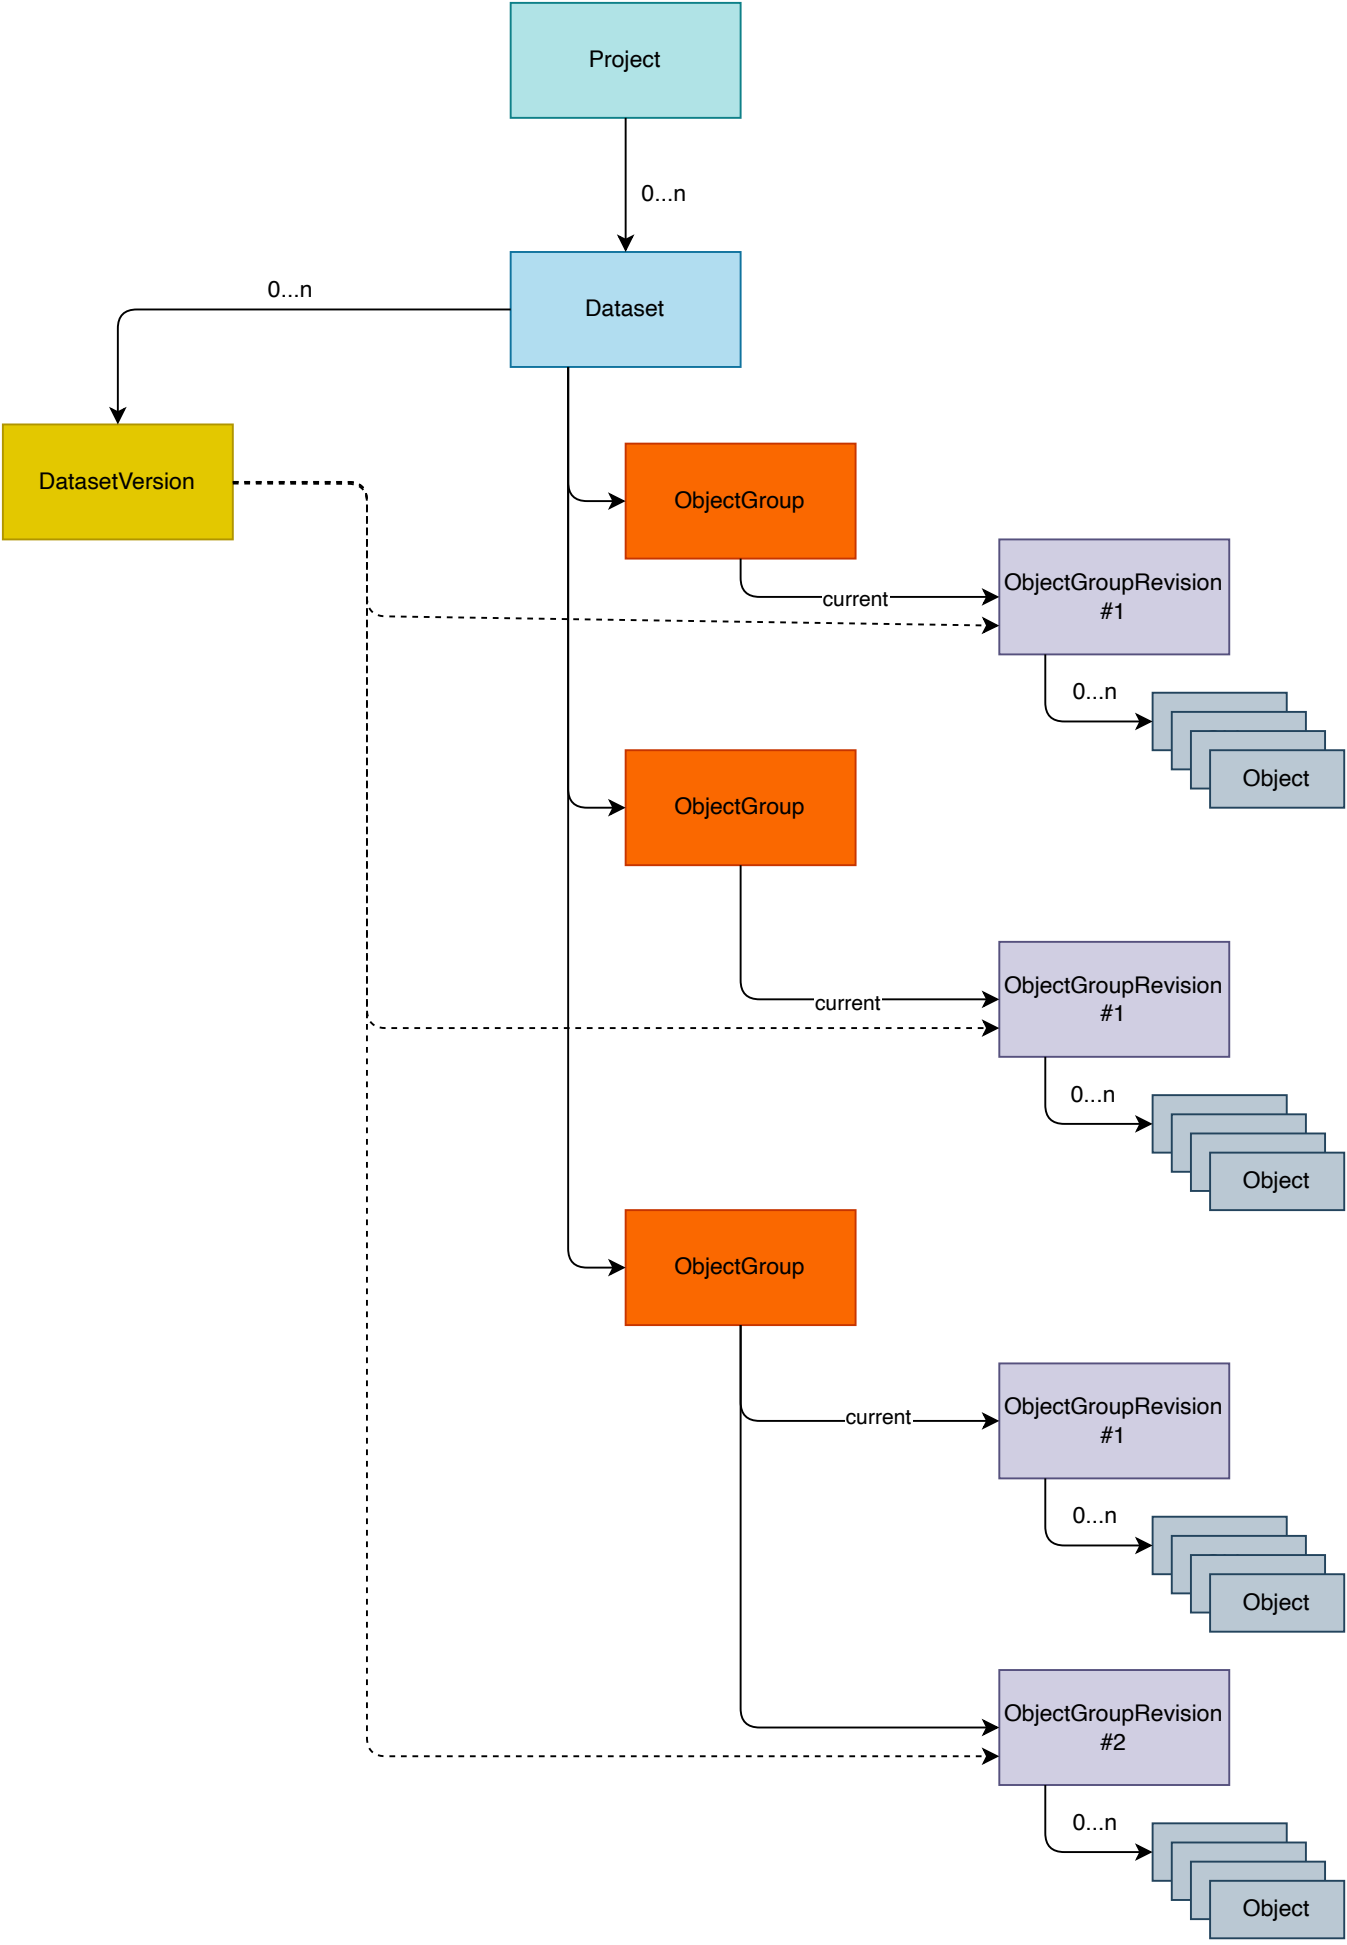 Project
0...n
Dataset
0...n
DatasetVersion
ObjectGroup
ObjectGroupRevision
#1
current
0...n
Object
ObjectGroup
ObjectGroupRevision
#1
current
0...n
Object
ObjectGroup
ObjectGroupRevision
#1
current
0...n
Object
ObjectGroupRevision
#2
0...n
Object